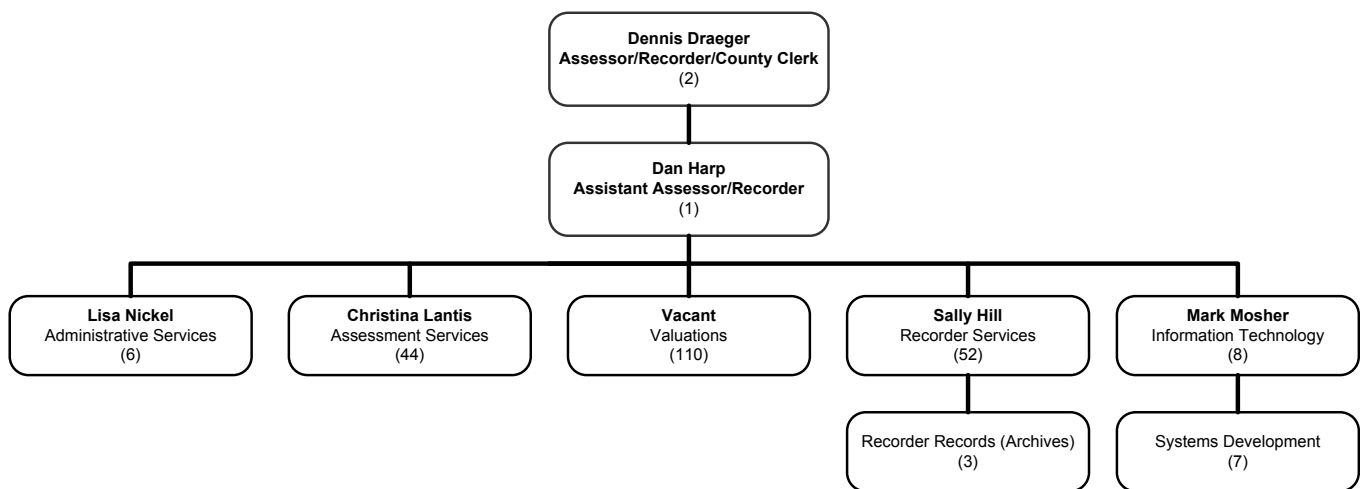 Dennis Draeger
Assessor/Recorder/County Clerk
(2)
Dan Harp
Assistant Assessor/Recorder
(1)
Lisa Nickel
Administrative Services
(6)
Christina Lantis
Assessment Services
(44)
Vacant
Valuations
(110)
Sally Hill
Recorder Services
(52)
Mark Mosher
Information Technology
(8)
Recorder Records (Archives)
(3)
Systems Development
(7)